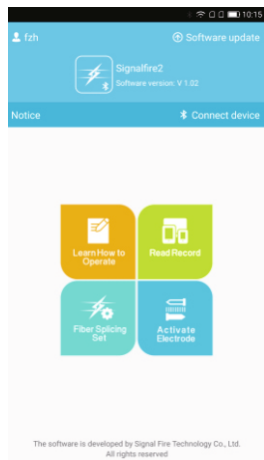 10:15
fzh
Software update
Signalfire2
Software version: V 1.02
Notice
Connect device
Learn How to
Operate
Read Record
Fiber Splicing
Set
Activate
Electrode
The software is developed by Signal Fire Technology Co., Ltd.
All rights reserved